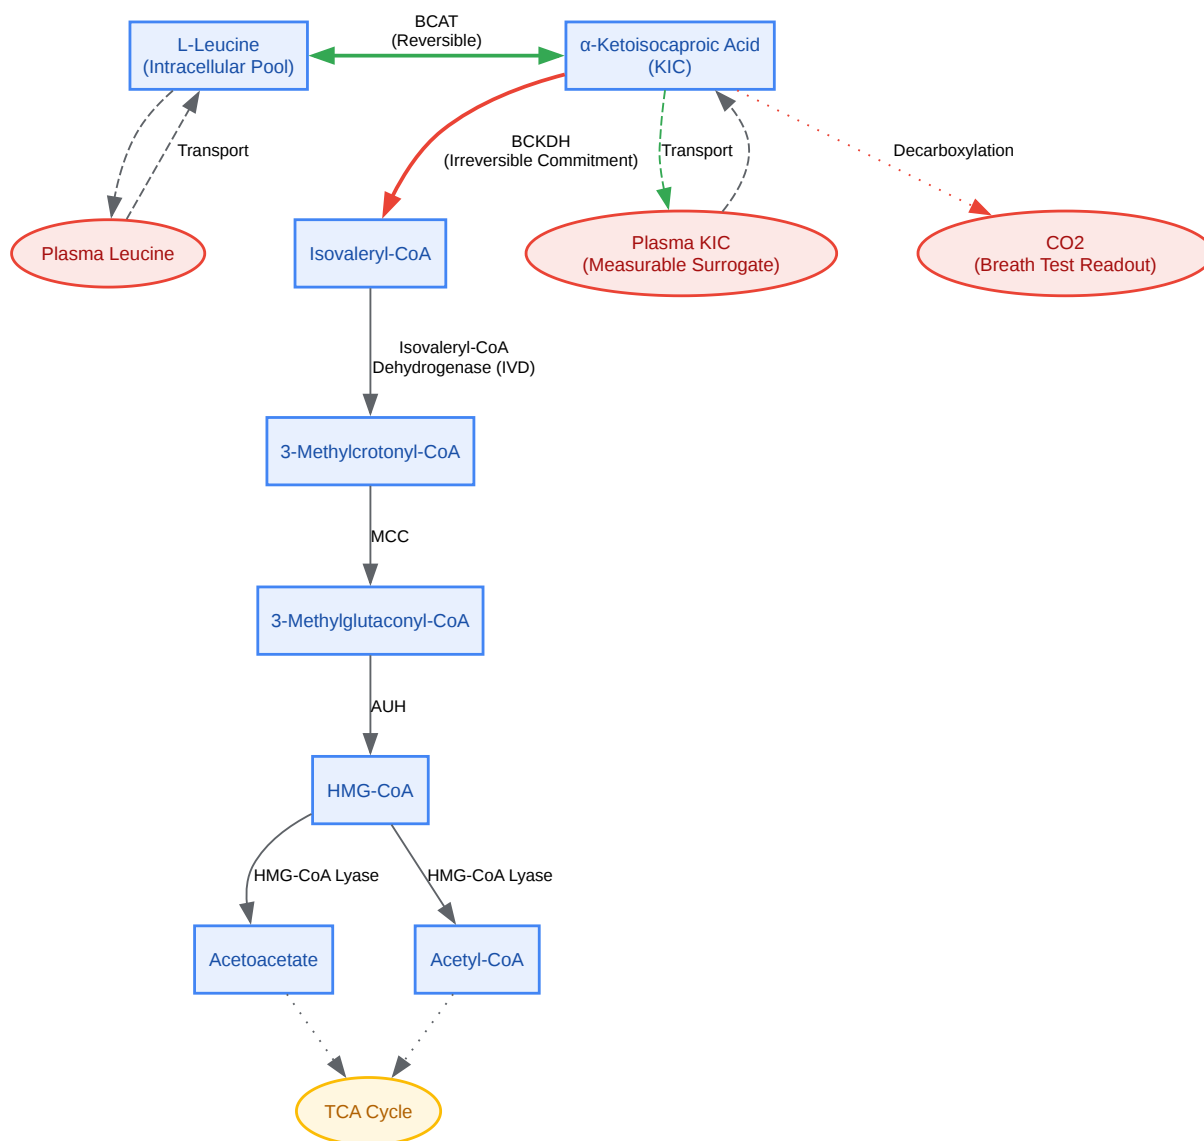 BCAT
(Reversible)
L-Leucine
(Intracellular Pool)
α-Ketoisocaproic Acid
(KIC)
Transport
BCKDH
(Irreversible Commitment)
Transport
Decarboxylation
Plasma Leucine
Isovaleryl-CoA
Plasma KIC
(Measurable Surrogate)
CO2
(Breath Test Readout)
Isovaleryl-CoA
Dehydrogenase (IVD)
3-Methylcrotonyl-CoA
MCC
3-Methylglutaconyl-CoA
AUH
HMG-CoA
HMG-CoA Lyase
HMG-CoA Lyase
Acetoacetate
Acetyl-CoA
TCA Cycle